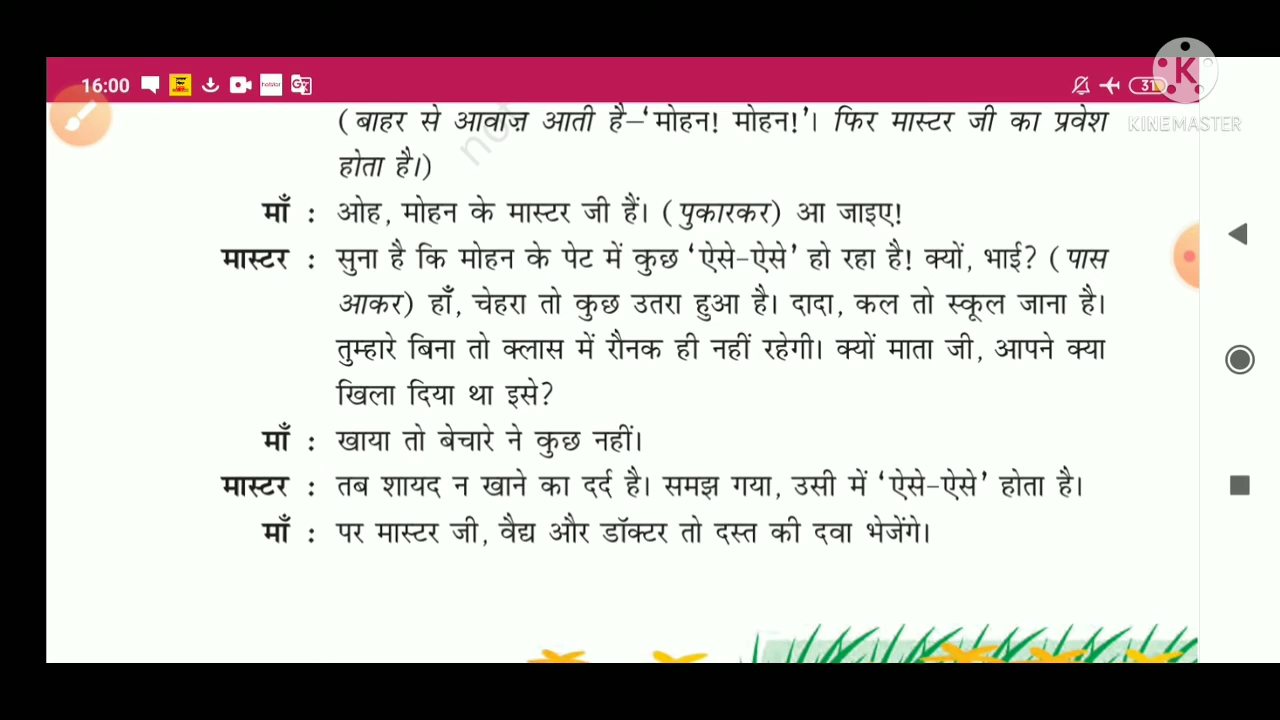 16:00
31
KINEMASTER
(बाहर से आवाज़ आती है–‘मोहन! मोहन!’। फिर मास्टर जी का प्रवेश
होता है।)
not
माँ : ओह, मोहन के मास्टर जी हैं। (पुकारकर) आ जाइए!
मास्टर : सुना है कि मोहन के पेट में कुछ ‘ऐसे-ऐसे’ हो रहा है! क्यों, भाई? (पास
आकर) हाँ, चेहरा तो कुछ उतरा हुआ है। दादा, कल तो स्कूल जाना है।
तुम्हारे बिना तो क्लास में रौनक ही नहीं रहेगी। क्यों माता जी, आपने क्या
खिला दिया था इसे?
माँ : खाया तो बेचारे ने कुछ नहीं।
मास्टर : तब शायद न खाने का दर्द है। समझ गया, उसी में ‘ऐसे-ऐसे’ होता है।
माँ : पर मास्टर जी, वैद्य और डॉक्टर तो दस्त की दवा भेजेंगे।